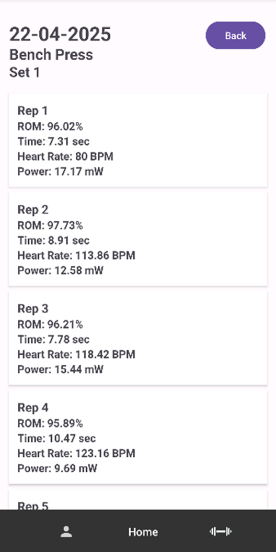 22-04-2025
Back
Bench Press
Set 1
Rep 1
ROM: 96.02%
Time: 7.31 sec
Heart Rate: 80 BPM
Power: 17.17 mW
Rep 2
ROM: 97.73%
Time: 8.91 sec
Heart Rate: 113.86 BPM
Power: 12.58 mW
Rep 3
ROM: 96.21%
Time: 7.78 sec
Heart Rate: 118.42 BPM
Power: 15.44 mW
Rep 4
ROM: 95.89%
Time: 10.47 sec
Heart Rate: 123.16 BPM
Power: 9.69 mW
Rep 5
Home